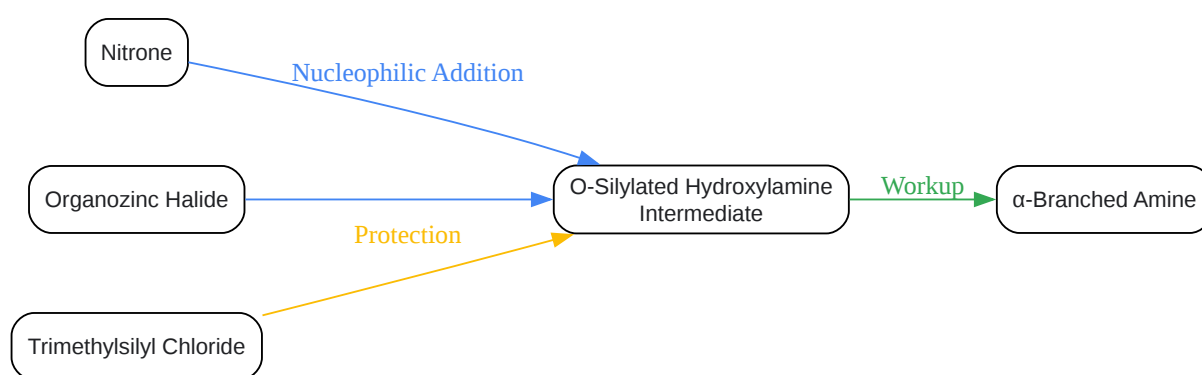 Nitrone
Nucleophilic Addition
Organozinc Halide
O-Silylated Hydroxylamine
Intermediate
Workup
α-Branched Amine
Protection
Trimethylsilyl Chloride